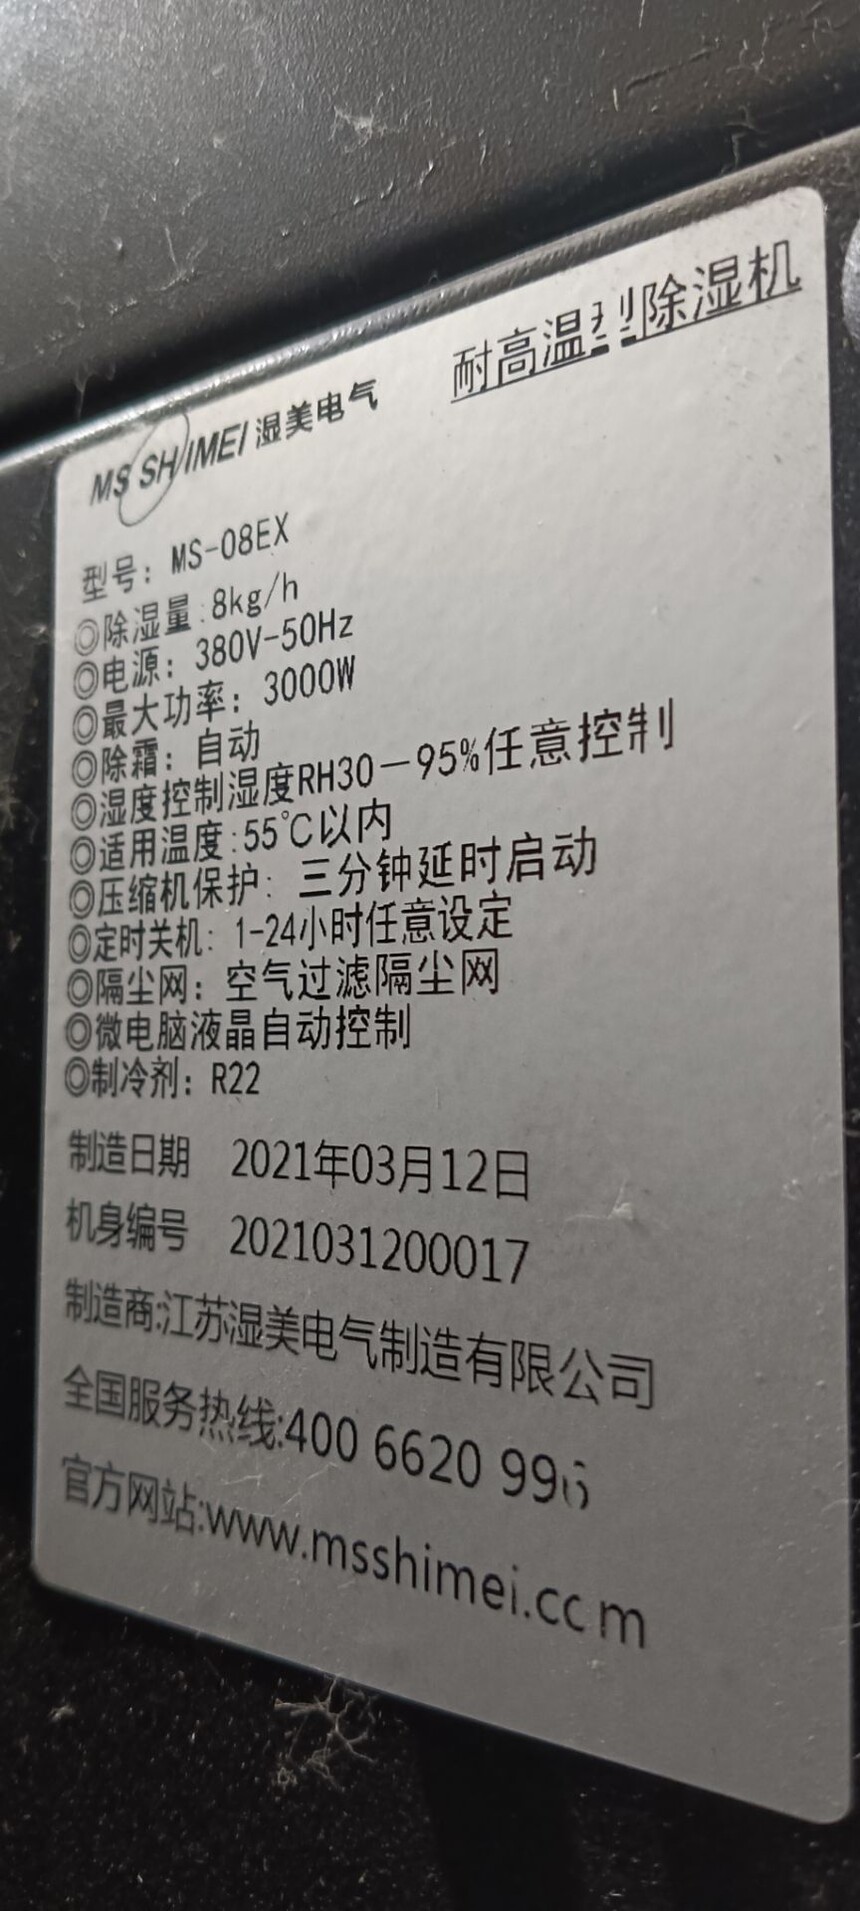 耐高温型除湿机
MS SHIMEI 湿美电气
型号: MS-08EX
◎除湿量:8kg/h
◎电源: 380V-50Hz
◎最大功率: 3000W
◎除霜: 自动
◎湿度控制湿度RH30-95%任意控制
◎适用温度:55℃以内
◎压缩机保护: 三分钟延时启动
◎定时关机: 1-24小时任意设定
◎隔尘网: 空气过滤隔尘网
◎微电脑液晶自动控制
◎制冷剂: R22
制造日期 2021年03月12日
机身编号 2021031200017
制造商:江苏湿美电气制造有限公司
全国服务热线:400 6620 996
官方网站:www.msshimei.com